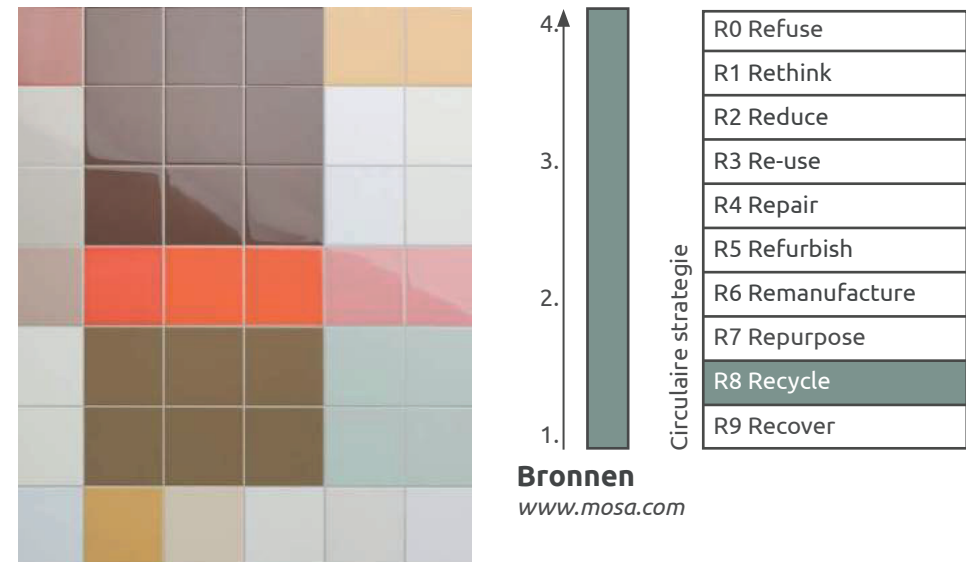 4.
3.
2.
1.
Circulaire strategie
R0 Refuse
R1 Rethink
R2 Reduce
R3 Re-use
R4 Repair
R5 Refurbish
R6 Remanufacture
R7 Repurpose
R8 Recycle
R9 Recover
Bronnen
www.mosa.com